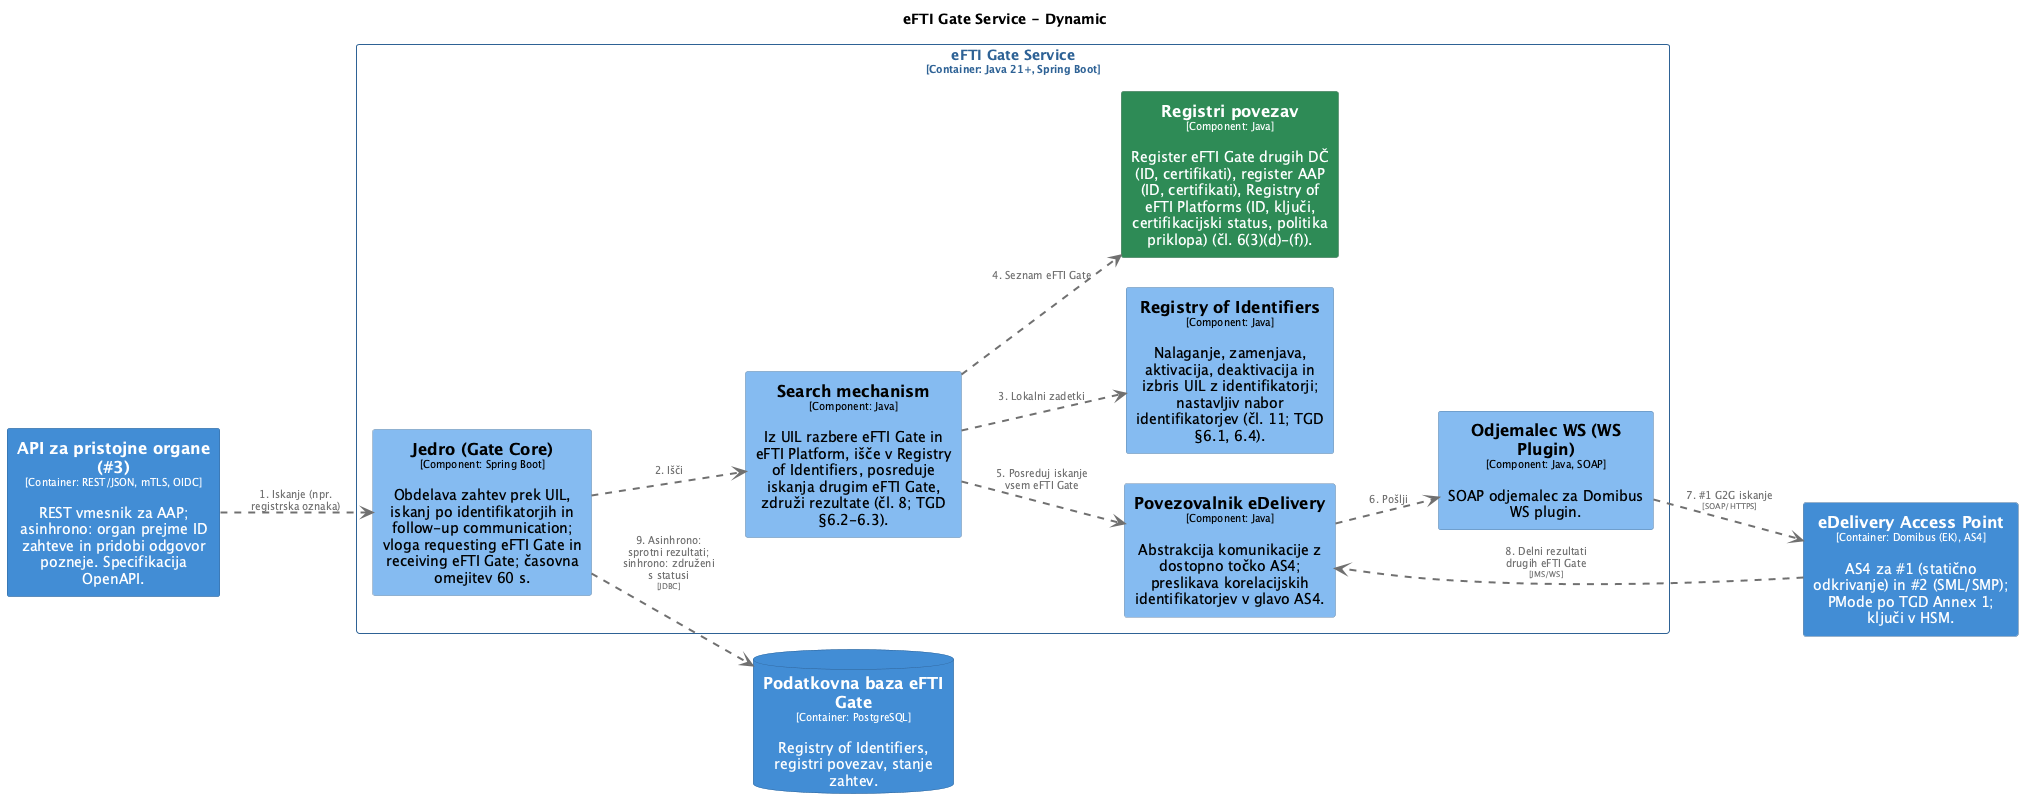 eFTI Gate Service - Dynamic
eFTI Gate Service
[Container: Java 21+, Spring Boot]
Registri povezav
[Component: Java]
Register eFTI Gate drugih DČ
(ID, certifikati), register AAP
(ID, certifikati), Registry of
eFTI Platforms (ID, ključi,
certifikacijski status, politika
priklopa) (čl. 6(3)(d)-(f)).
4. Seznam eFTI Gate
Registry of Identifiers
[Component: Java]
Nalaganje, zamenjava,
aktivacija, deaktivacija in
izbris UIL z identifikatorji;
nastavljiv nabor
identifikatorjev (čl. 11; TGD
§6.1, 6.4).
3. Lokalni zadetki
Search mechanism
[Component: Java]
Iz UIL razbere eFTI Gate in
eFTI Platform, išče v Registry
of Identifiers, posreduje
iskanja drugim eFTI Gate,
združi rezultate (čl. 8; TGD
§6.2-6.3).
API za pristojne organe
(#3)
[Container: REST/JSON, mTLS, OIDC]
REST vmesnik za AAP;
asinhrono: organ prejme ID
zahteve in pridobi odgovor
pozneje. Specifikacija
OpenAPI.
1. Iskanje (npr.
registrska oznaka)
Jedro (Gate Core)
[Component: Spring Boot]
Obdelava zahtev prek UIL,
iskanj po identifikatorjih in
follow-up communication;
vloga requesting eFTI Gate in
receiving eFTI Gate; časovna
omejitev 60 s.
2. Išči
5. Posreduj iskanje
vsem eFTI Gate
Povezovalnik eDelivery
[Component: Java]
Abstrakcija komunikacije z
dostopno točko AS4;
preslikava korelacijskih
identifikatorjev v glavo AS4.
6. Pošlji
Odjemalec WS (WS
Plugin)
[Component: Java, SOAP]
SOAP odjemalec za Domibus
WS plugin.
7. #1 G2G iskanje
[SOAP/HTTPS]
eDelivery Access Point
[Container: Domibus (EK), AS4]
AS4 za #1 (statično
odkrivanje) in #2 (SML/SMP);
PMode po TGD Annex 1;
ključi v HSM.
8. Delni rezultati
drugih eFTI Gate
[JMS/WS]
9. Asinhrono:
sprotni rezultati;
sinhrono: združeni
s statusi
[JDBC]
Podatkovna baza eFTI
Gate
[Container: PostgreSQL]
Registry of Identifiers,
registri povezav, stanje
zahtev.